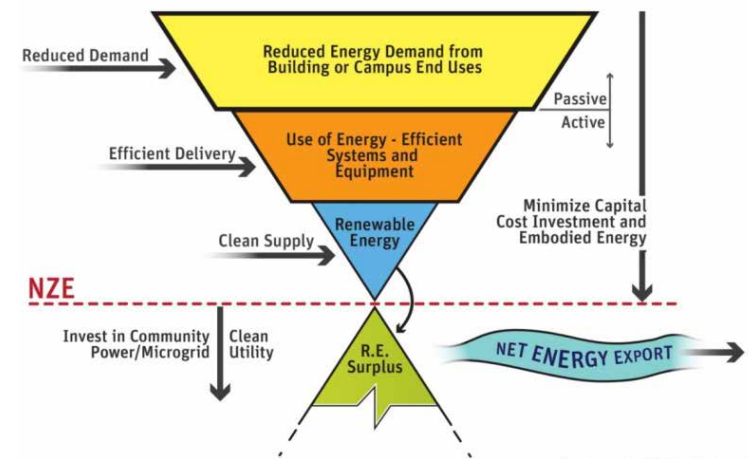 Reduced Demand
Reduced Energy Demand from
Building or Campus End Uses
Passive
Active
Efficient Delivery
Use of Energy - Efficient
Systems and
Equipment
Minimize Capital
Cost Investment and
Embodied Energy
Clean Supply
Renewable
Energy
NZE
Invest in Community
Power/Microgrid
Clean
Utility
R.E.
Surplus
NET ENERGY EXPORT